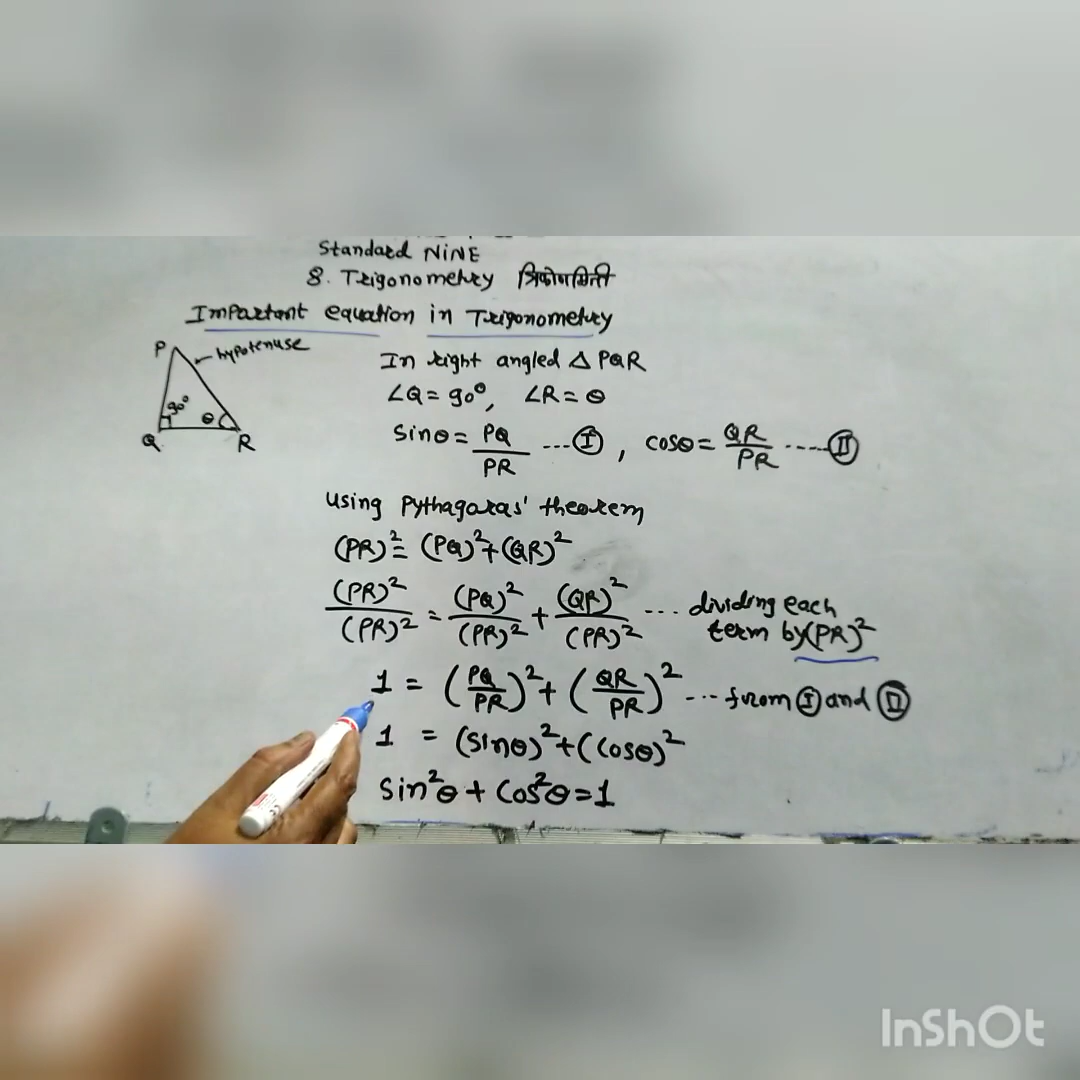 Standard NINE
8. Trigonometry त्रिकोणमिती
Important equation in Trigonometry
P hypotenuse
90° θ
Q R
In right angled △ PQR
∠Q = 90°, ∠R = θ
sinθ = PQ/PR ---- Ⓘ , cosθ = QR/PR ----- Ⓘ︎Ⓘ
using Pythagoras' theorem
(PR)² = (PQ)² + (QR)²
(PR)²/(PR)² = (PQ)²/(PR)² + (QR)²/(PR)² ---- dividing each
term by (PR)²
1 = (PQ/PR)² + (QR/PR)² ---- from Ⓘ and Ⓘ︎Ⓘ
1 = (sinθ)² + (cosθ)²
sin²θ + cos²θ = 1
InShOt